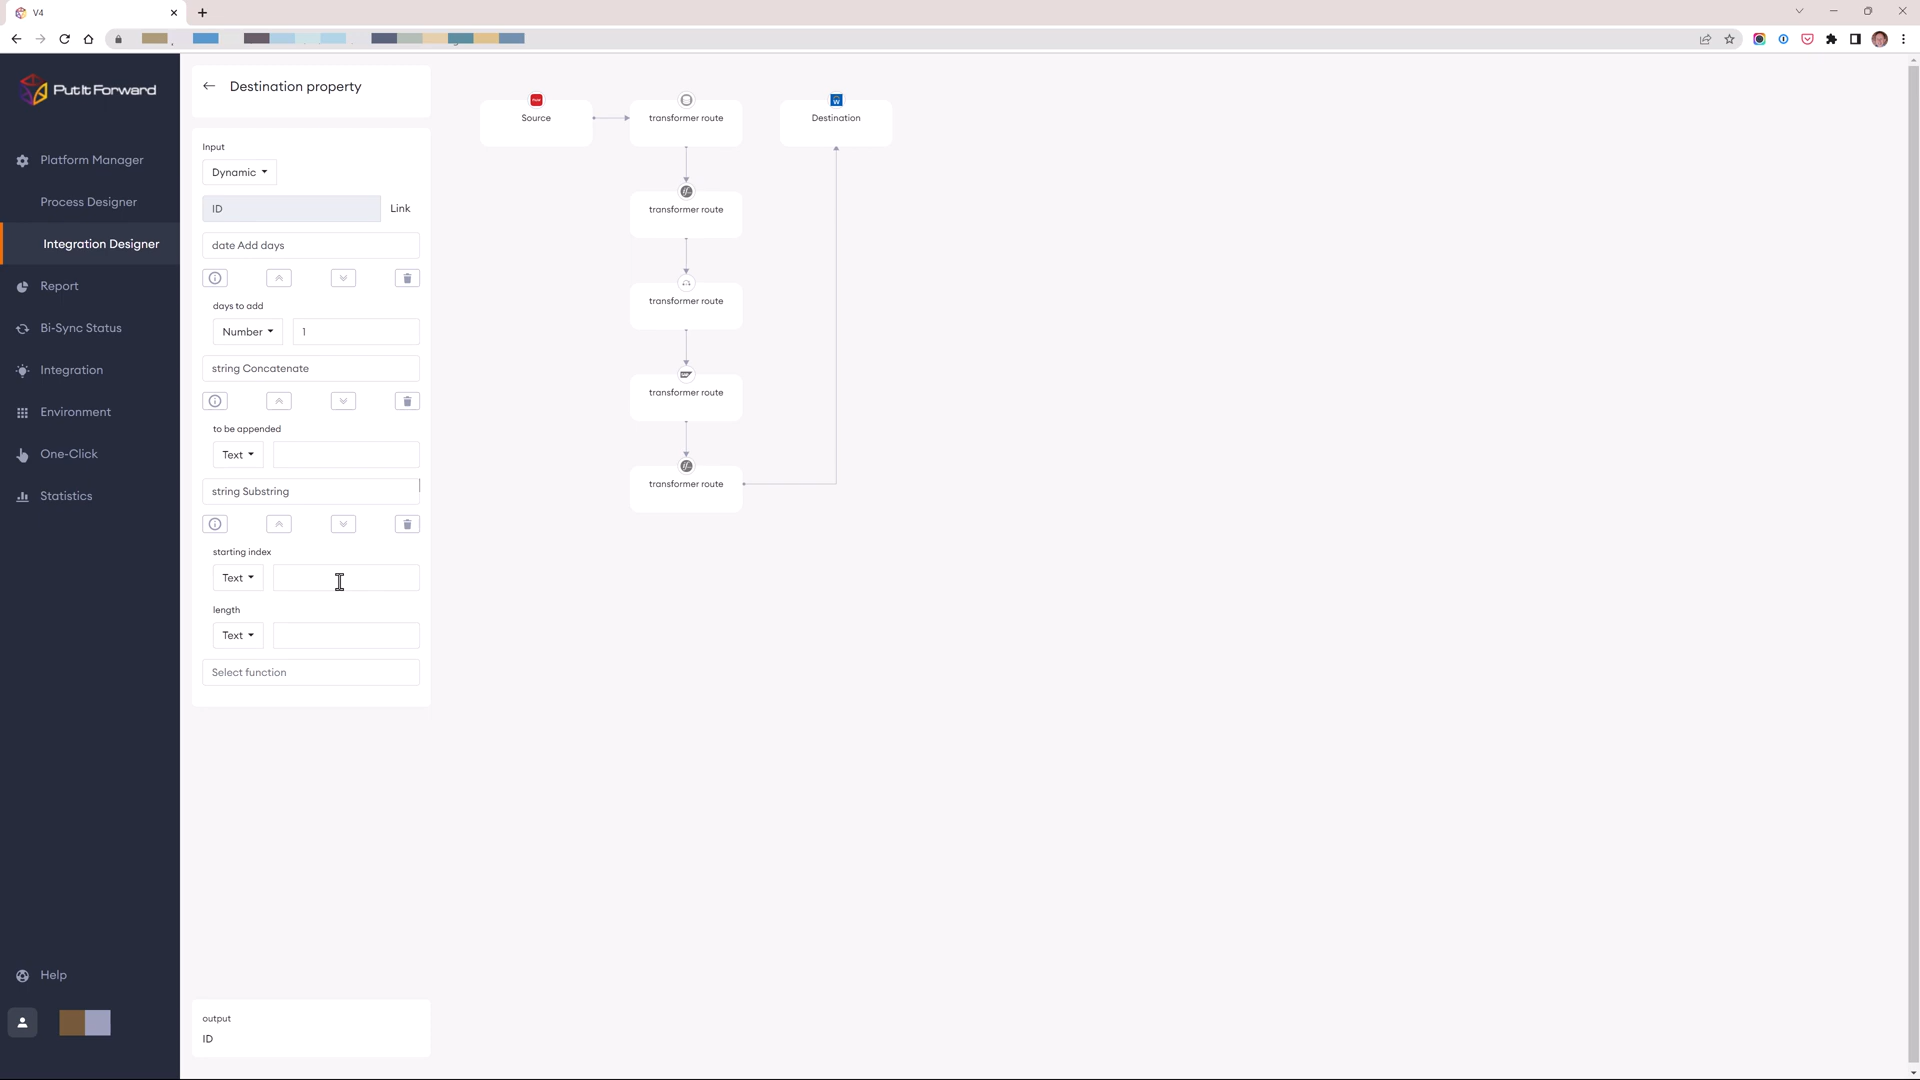 V4
PutItForward
Platform Manager
Process Designer
Integration Designer
Report
Bi-Sync Status
Integration
Environment
One-Click
Statistics
Help
Destination property
Input
Dynamic
ID
Link
date Add days
days to add
Number
1
string Concatenate
to be appended
Text
string Substring
starting index
Text
length
Text
Select function
output
ID
Source
transformer route
Destination
transformer route
transformer route
transformer route
transformer route